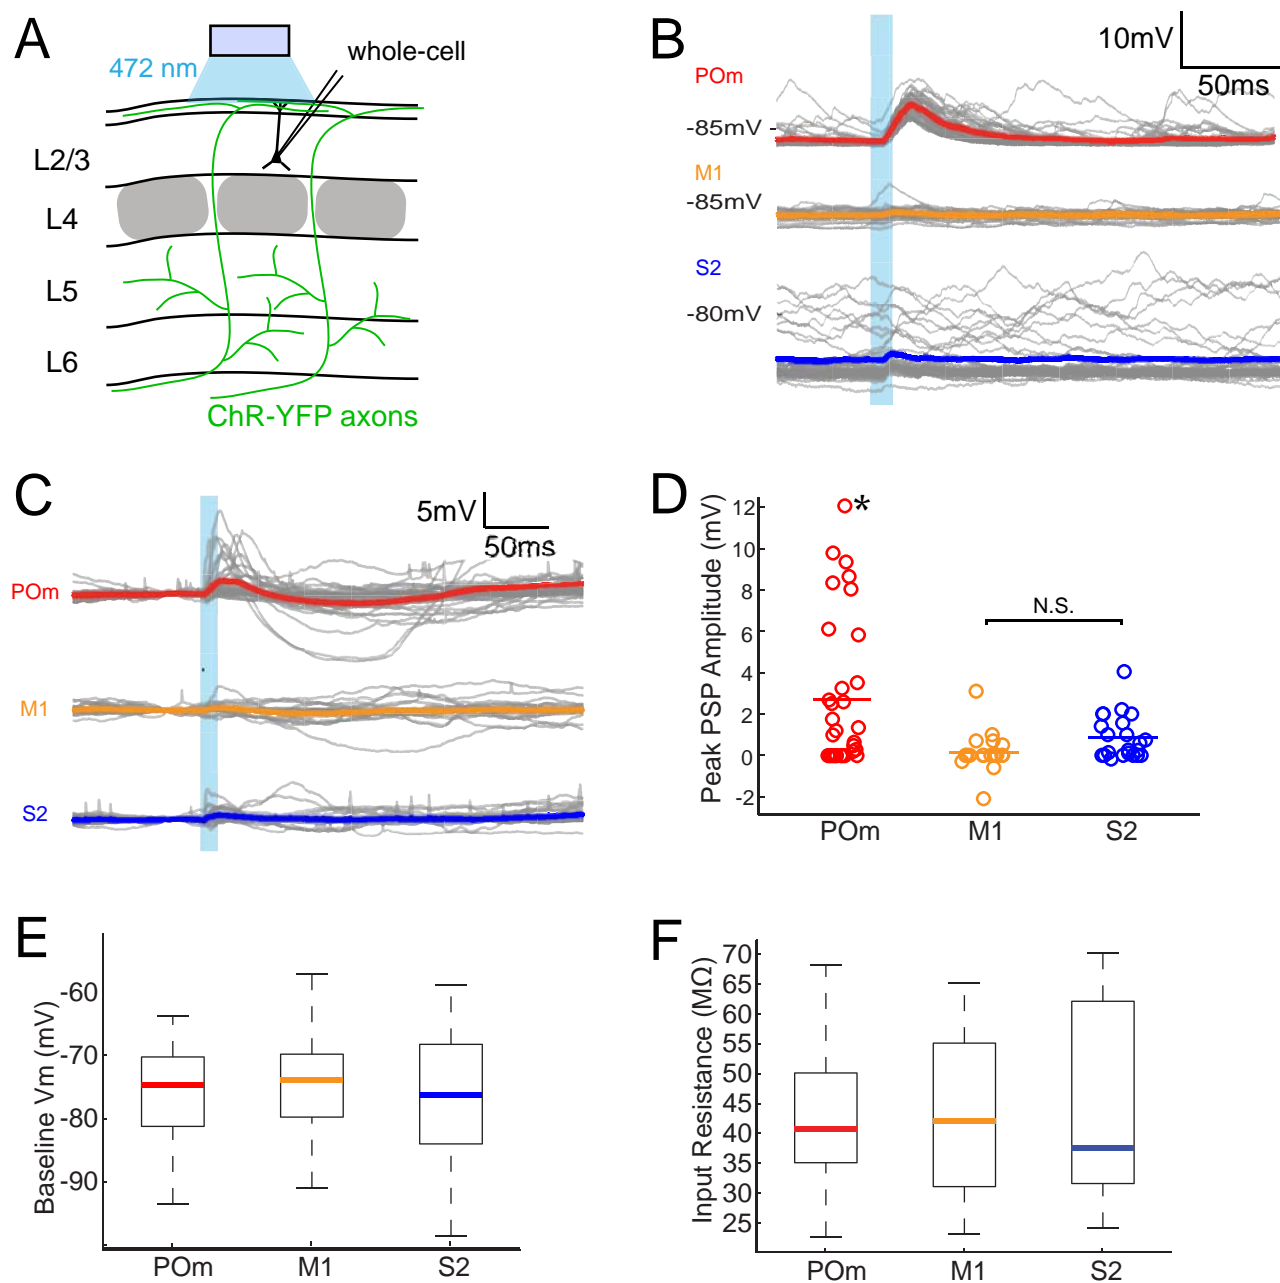 A
472 nm
whole-cell
L2/3
L4
L5
L6
ChR-YFP axons
B
10mV
50ms
POm
-85mV
M1
-85mV
S2
-80mV
C
5mV
50ms
POm
M1
S2
D
Peak PSP Amplitude (mV)
12
10
8
6
4
2
0
-2
*
N.S.
POm
M1
S2
E
Baseline Vm (mV)
-60
-70
-80
-90
POm
M1
S2
F
Input Resistance (MΩ)
70
65
60
55
50
45
40
35
30
25
POm
M1
S2